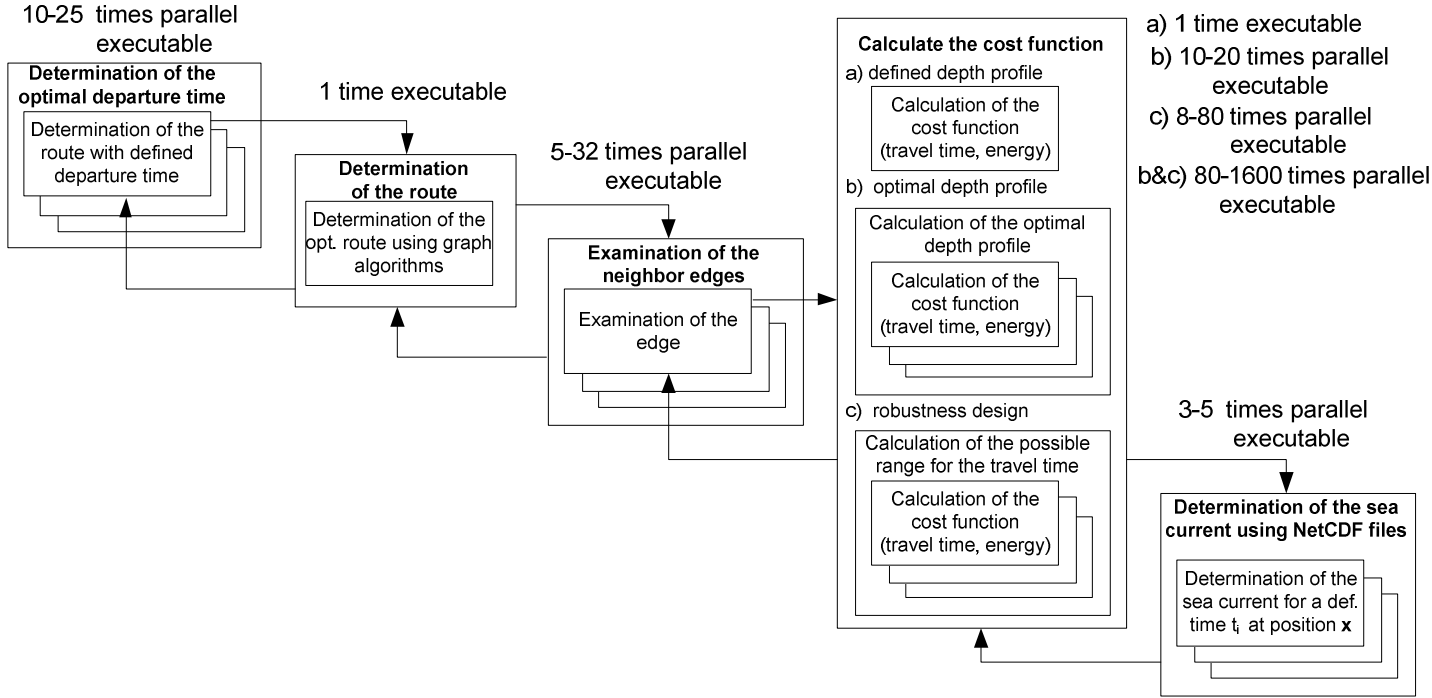 10-25 times parallel
executable
Determination of the
optimal departure time
Determination of the
route with defined
departure time
1 time executable
Determination
of the route
Determination of the
opt. route using graph
algorithms
5-32 times parallel
executable
Examination of the
neighbor edges
Examination of the
edge
Calculate the cost function
a) defined depth profile
Calculation of the
cost function
(travel time, energy)
b) optimal depth profile
Calculation of the optimal
depth profile
Calculation of the
cost function
(travel time, energy)
c) robustness design
Calculation of the possible
range for the travel time
Calculation of the
cost function
(travel time, energy)
a) 1 time executable
b) 10-20 times parallel
executable
c) 8-80 times parallel
executable
b&c) 80-1600 times parallel
executable
3-5 times parallel
executable
Determination of the sea
current using NetCDF files
Determination of the
sea current for a def.
time ti at position x